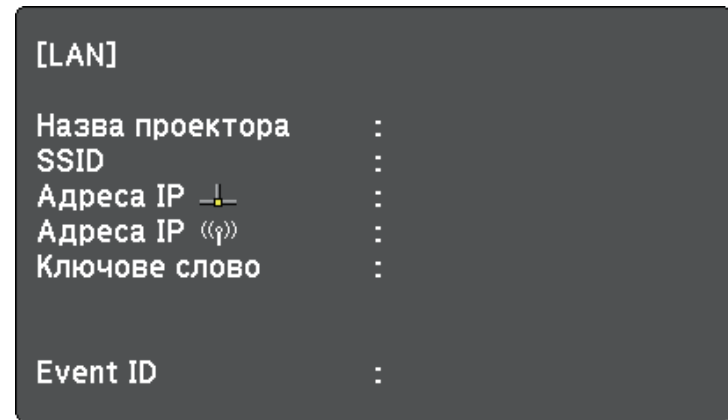 [LAN]
Назва проектора :
SSID :
Адреса IP :
Адреса IP :
Ключове слово :
Event ID :